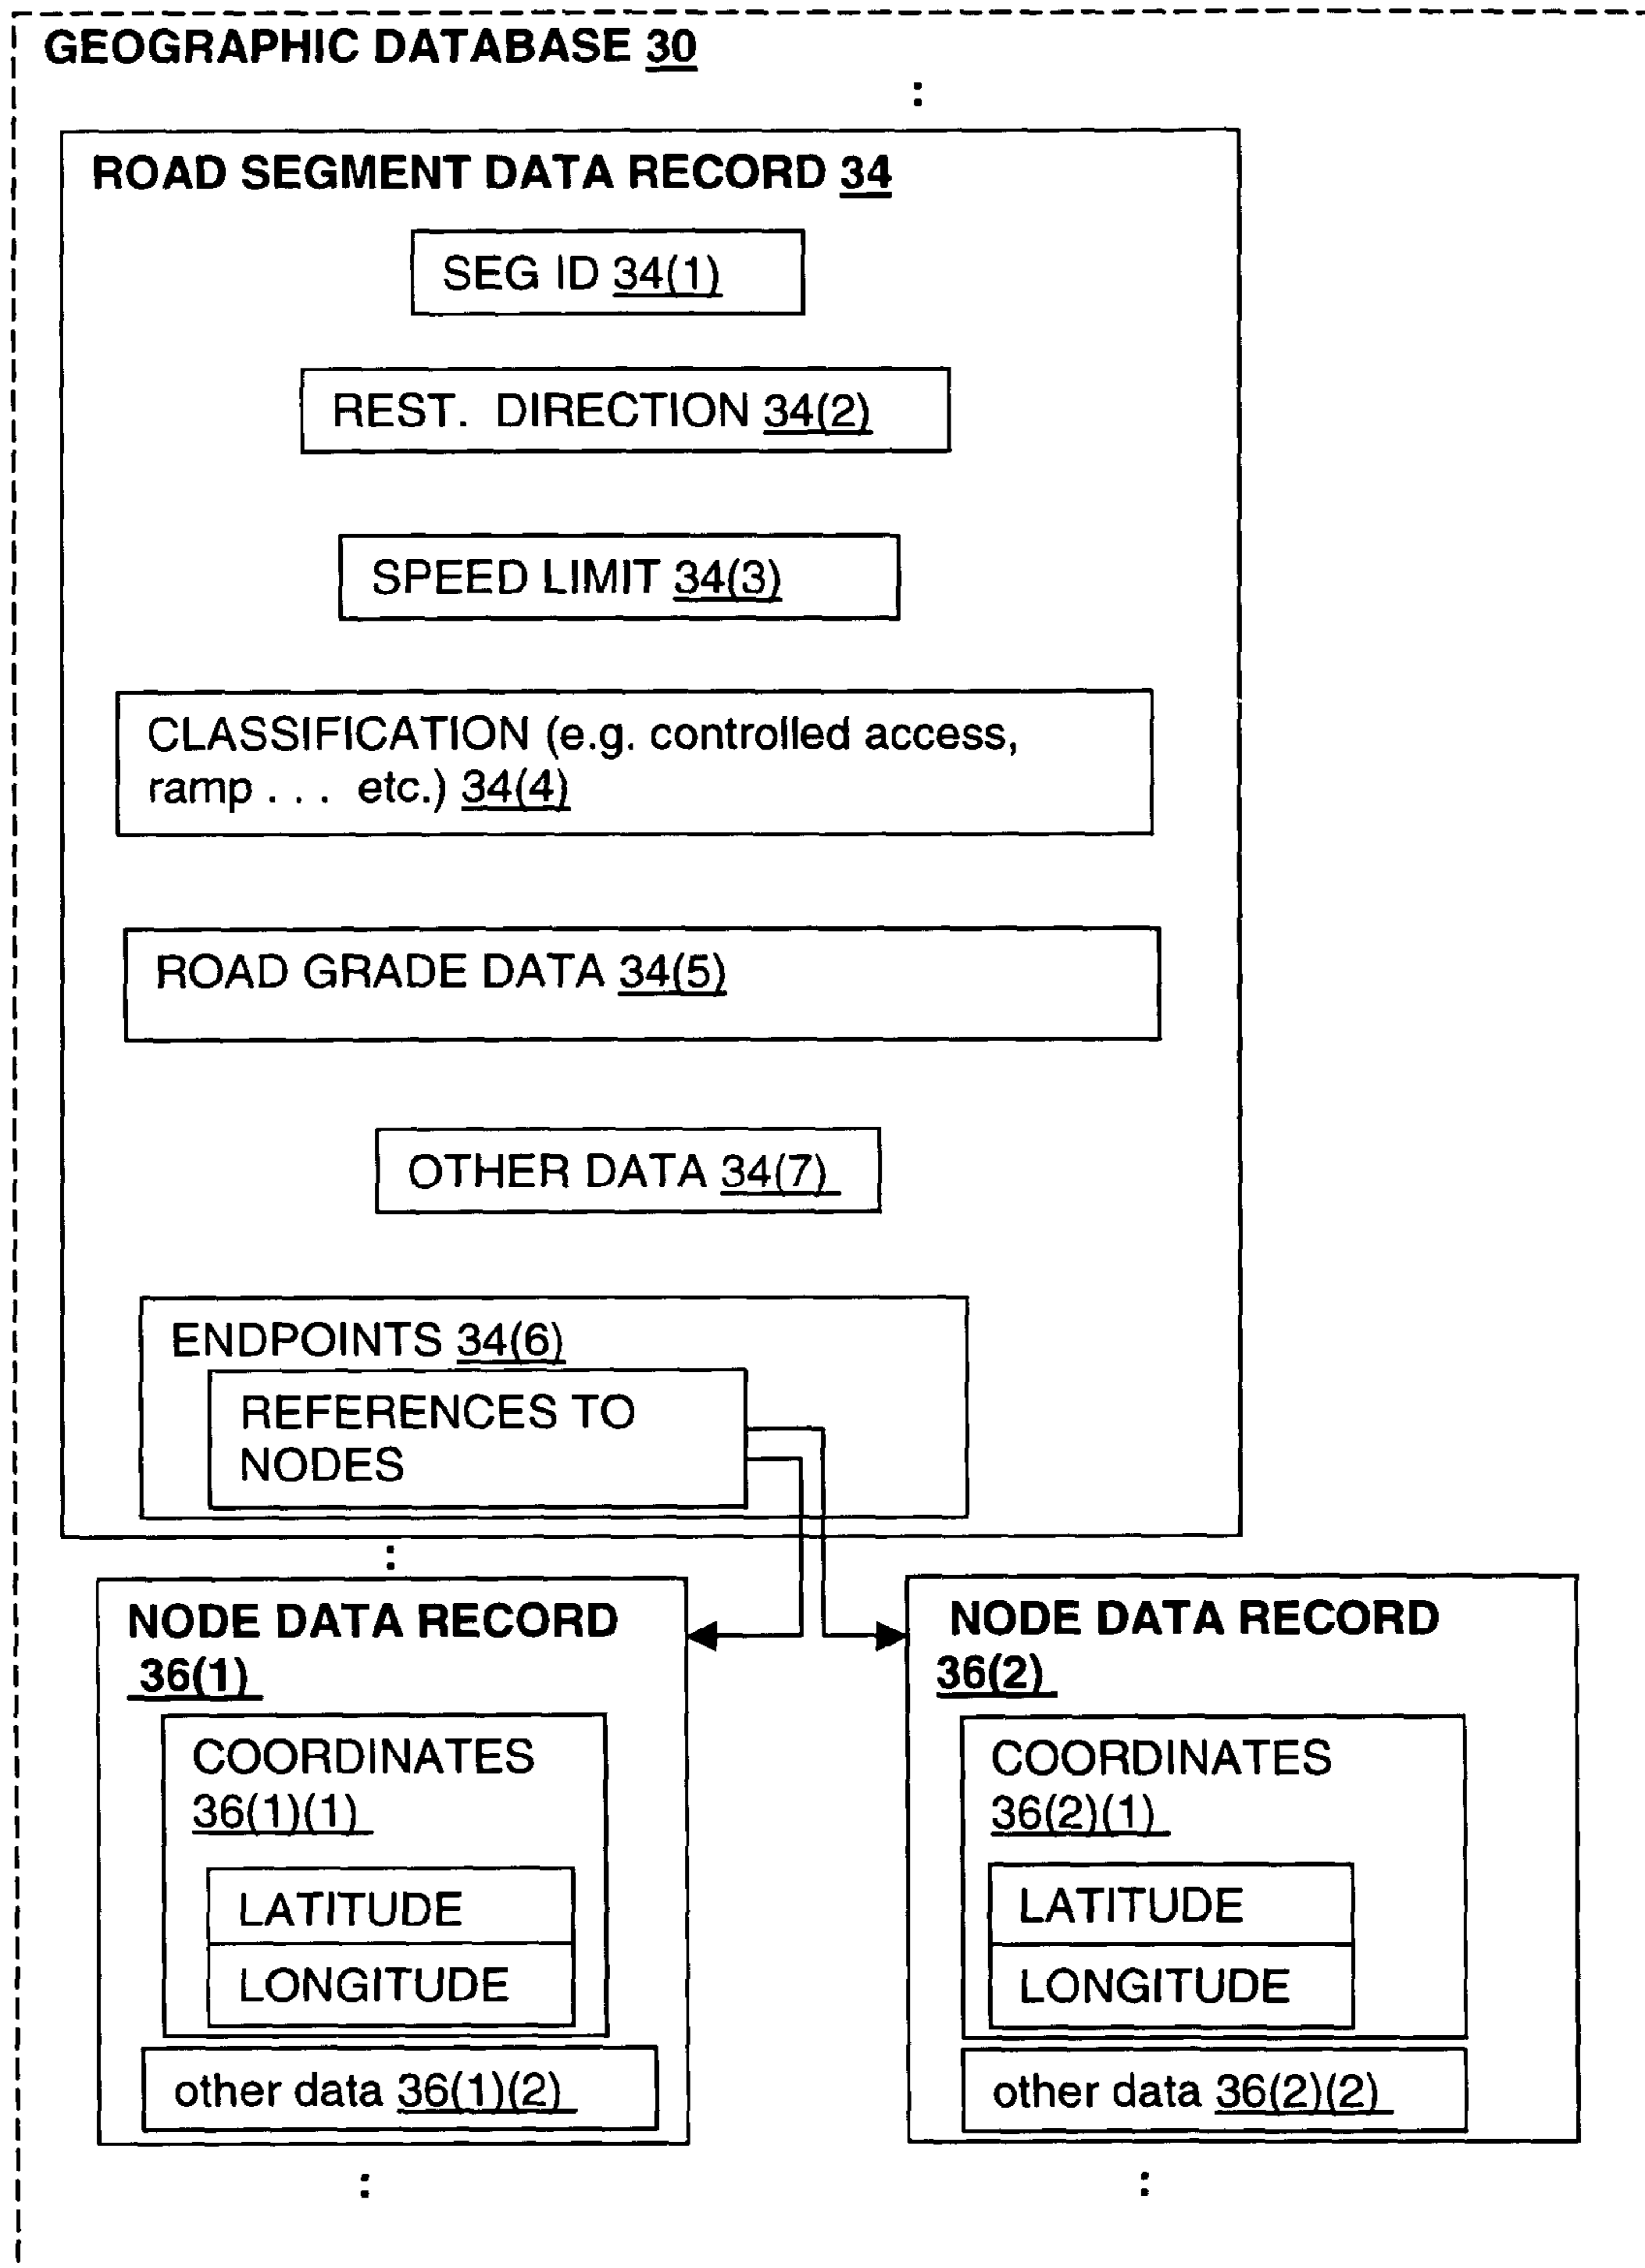 GEOGRAPHIC DATABASE 30
:
ROAD SEGMENT DATA RECORD 34
SEG ID 34(1)
REST. DIRECTION 34(2)
SPEED LIMIT 34(3)
CLASSIFICATION (e.g. controlled access,
ramp . . . etc.) 34(4)
ROAD GRADE DATA 34(5)
OTHER DATA 34(7)
ENDPOINTS 34(6)
REFERENCES TO
NODES
:
NODE DATA RECORD
36(1)
COORDINATES
36(1)(1)
LATITUDE
LONGITUDE
other data 36(1)(2)
:
NODE DATA RECORD
36(2)
COORDINATES
36(2)(1)
LATITUDE
LONGITUDE
other data 36(2)(2)
: